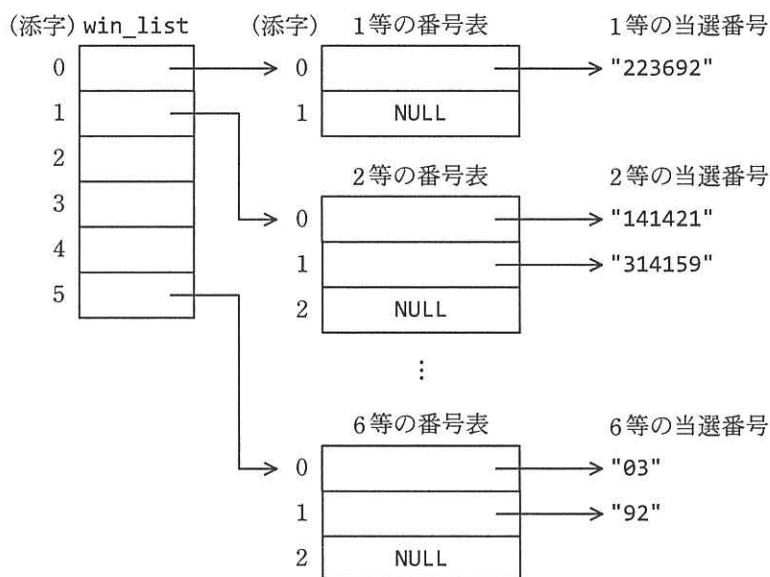 (添字) win_list (添字) 1等の番号表 1等の当選番号
0 0 "223692"
1 1 NULL
2 2等の番号表 2等の当選番号
3 0 "141421"
4 1 "314159"
5 2 NULL
⋮
6等の番号表 6等の当選番号
0 "03"
1 "92"
2 NULL